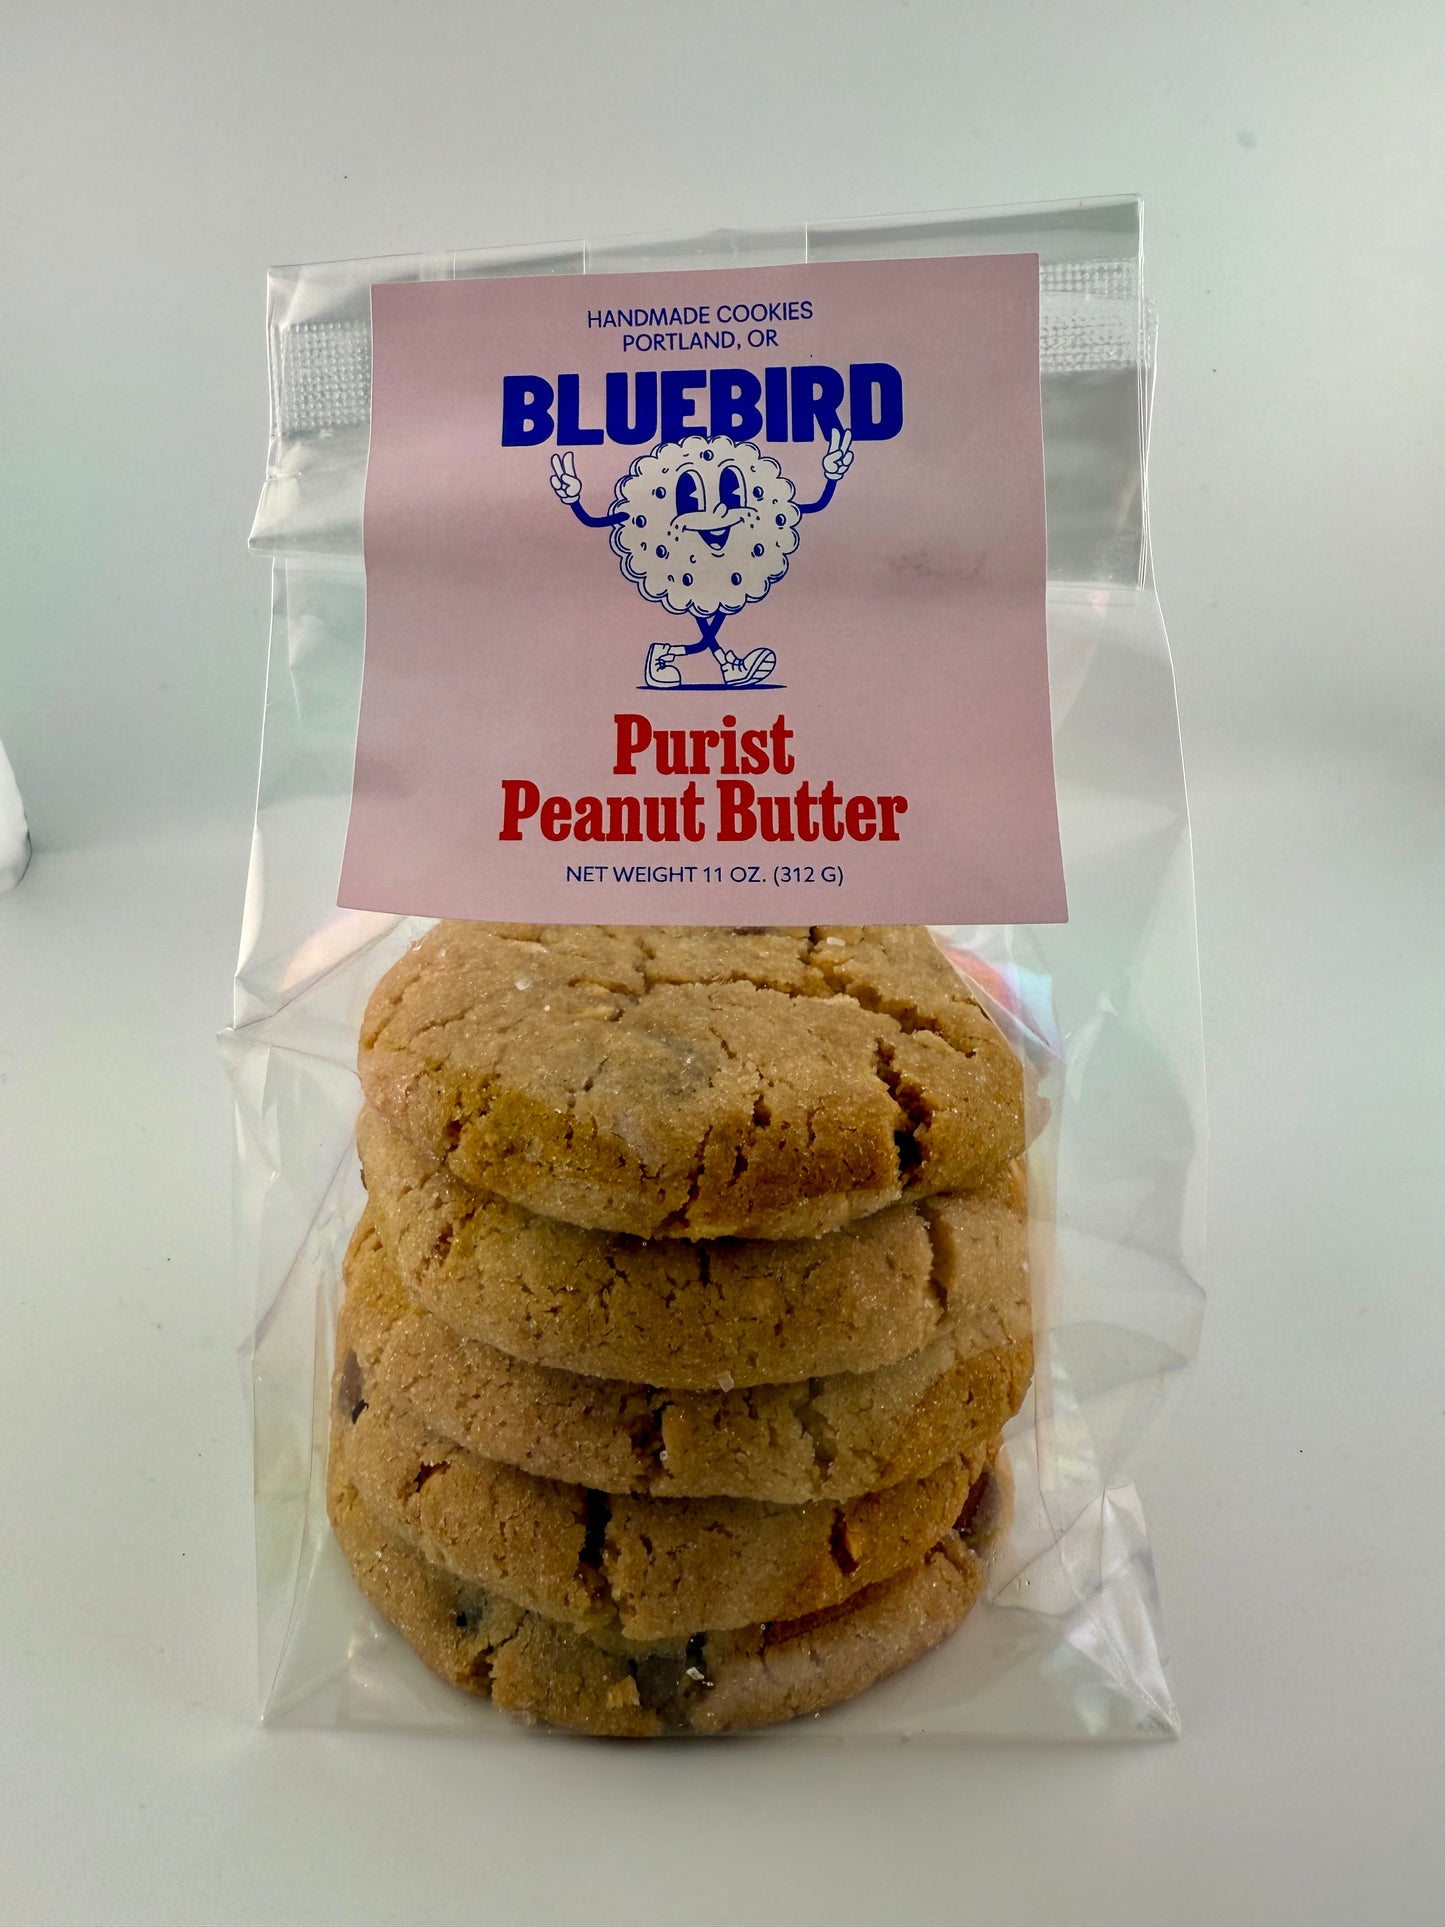 HANDMADE COOKIES
PORTLAND, OR
BLUEBIRD
Purist
Peanut Butter
NET WEIGHT 11 OZ. (312 G)